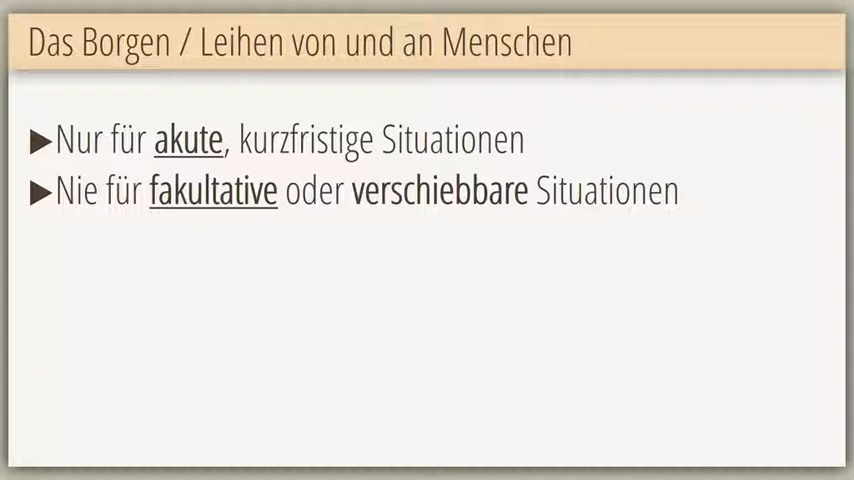 Das Borgen / Leihen von und an Menschen
▶Nur für akute, kurzfristige Situationen
▶Nie für fakultative oder verschiebbare Situationen